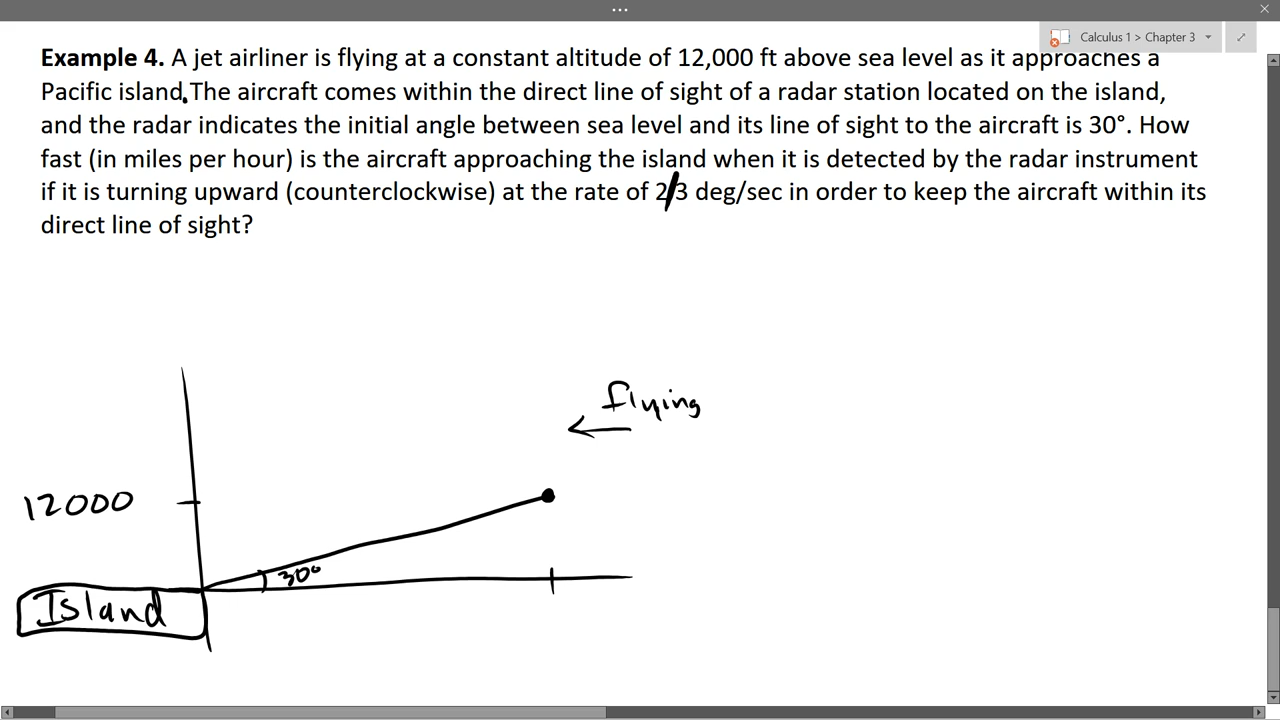 ...
Calculus 1 > Chapter 3
Example 4. A jet airliner is flying at a constant altitude of 12,000 ft above sea level as it approaches a
Pacific island. The aircraft comes within the direct line of sight of a radar station located on the island,
and the radar indicates the initial angle between sea level and its line of sight to the aircraft is 30°. How
fast (in miles per hour) is the aircraft approaching the island when it is detected by the radar instrument
if it is turning upward (counterclockwise) at the rate of 2/3 deg/sec in order to keep the aircraft within its
direct line of sight?
flying
12000
30°
Island